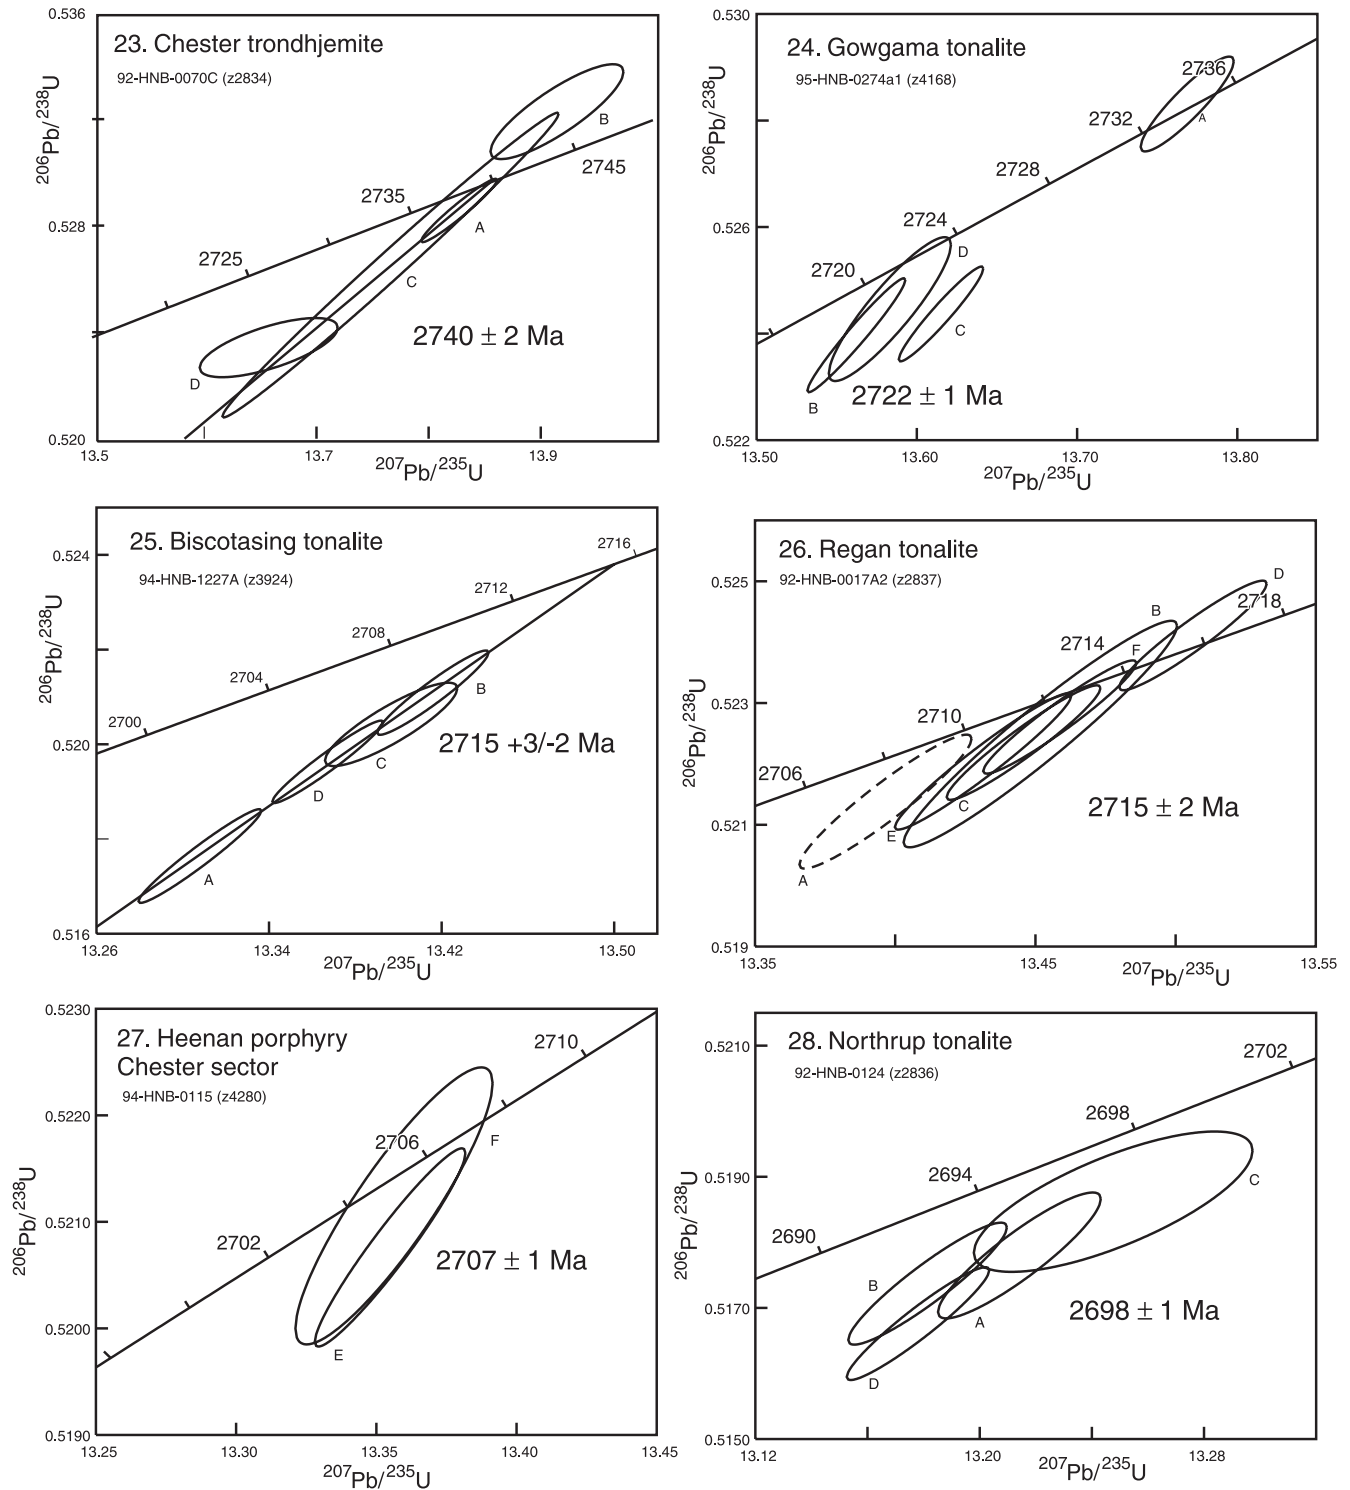 23. Chester trondhjemite
92-HNB-0070C (z2834)
206Pb/238U
0.536
0.528
0.520
2725
2735
2745
A
B
C
D
2740 ± 2 Ma
13.5
13.7
13.9
207Pb/235U
24. Gowgama tonalite
95-HNB-0274a1 (z4168)
206Pb/238U
0.530
0.526
0.522
2720
2724
2728
2732
2736
A
B
C
D
2722 ± 1 Ma
13.50
13.60
13.70
13.80
207Pb/235U
25. Biscotasing tonalite
94-HNB-1227A (z3924)
206Pb/238U
0.524
0.520
0.516
2700
2704
2708
2712
2716
A
B
C
D
2715 +3/-2 Ma
13.26
13.34
13.42
13.50
207Pb/235U
26. Regan tonalite
92-HNB-0017A2 (z2837)
206Pb/238U
0.525
0.523
0.521
0.519
2706
2710
2714
2718
A
B
C
D
E
F
2715 ± 2 Ma
13.35
13.45
13.55
207Pb/235U
27. Heenan porphyry
Chester sector
94-HNB-0115 (z4280)
206Pb/238U
0.5230
0.5220
0.5210
0.5200
0.5190
2702
2706
2710
E
F
2707 ± 1 Ma
13.25
13.30
13.35
13.40
13.45
207Pb/235U
28. Northrup tonalite
92-HNB-0124 (z2836)
206Pb/238U
0.5210
0.5190
0.5170
0.5150
2690
2694
2698
2702
A
B
C
D
2698 ± 1 Ma
13.12
13.20
13.28
207Pb/235U